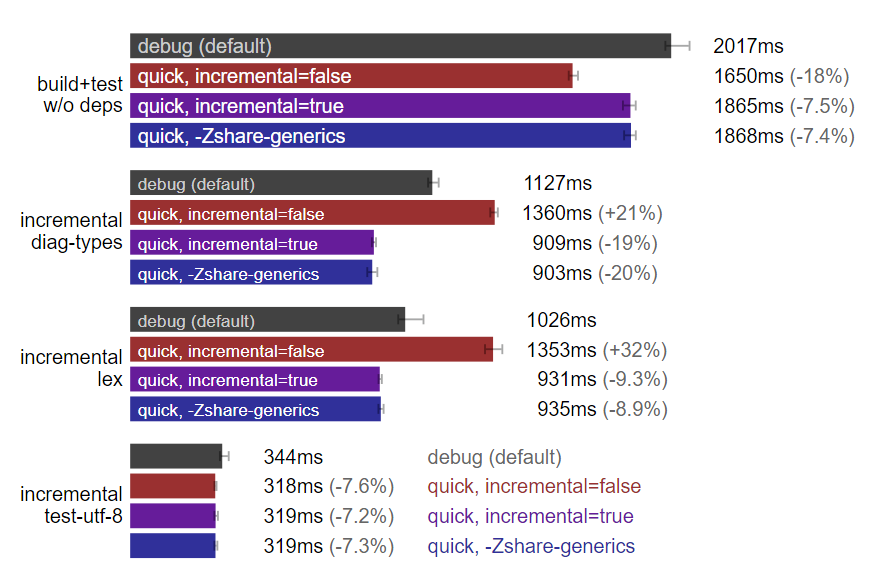 debug (default) 2017ms
build+test
w/o deps
quick, incremental=false 1650ms (-18%)
quick, incremental=true 1865ms (-7.5%)
quick, -Zshare-generics 1868ms (-7.4%)
incremental
diag-types
debug (default) 1127ms
quick, incremental=false 1360ms (+21%)
quick, incremental=true 909ms (-19%)
quick, -Zshare-generics 903ms (-20%)
incremental
lex
debug (default) 1026ms
quick, incremental=false 1353ms (+32%)
quick, incremental=true 931ms (-9.3%)
quick, -Zshare-generics 935ms (-8.9%)
incremental
test-utf-8
344ms debug (default)
318ms (-7.6%) quick, incremental=false
319ms (-7.2%) quick, incremental=true
319ms (-7.3%) quick, -Zshare-generics